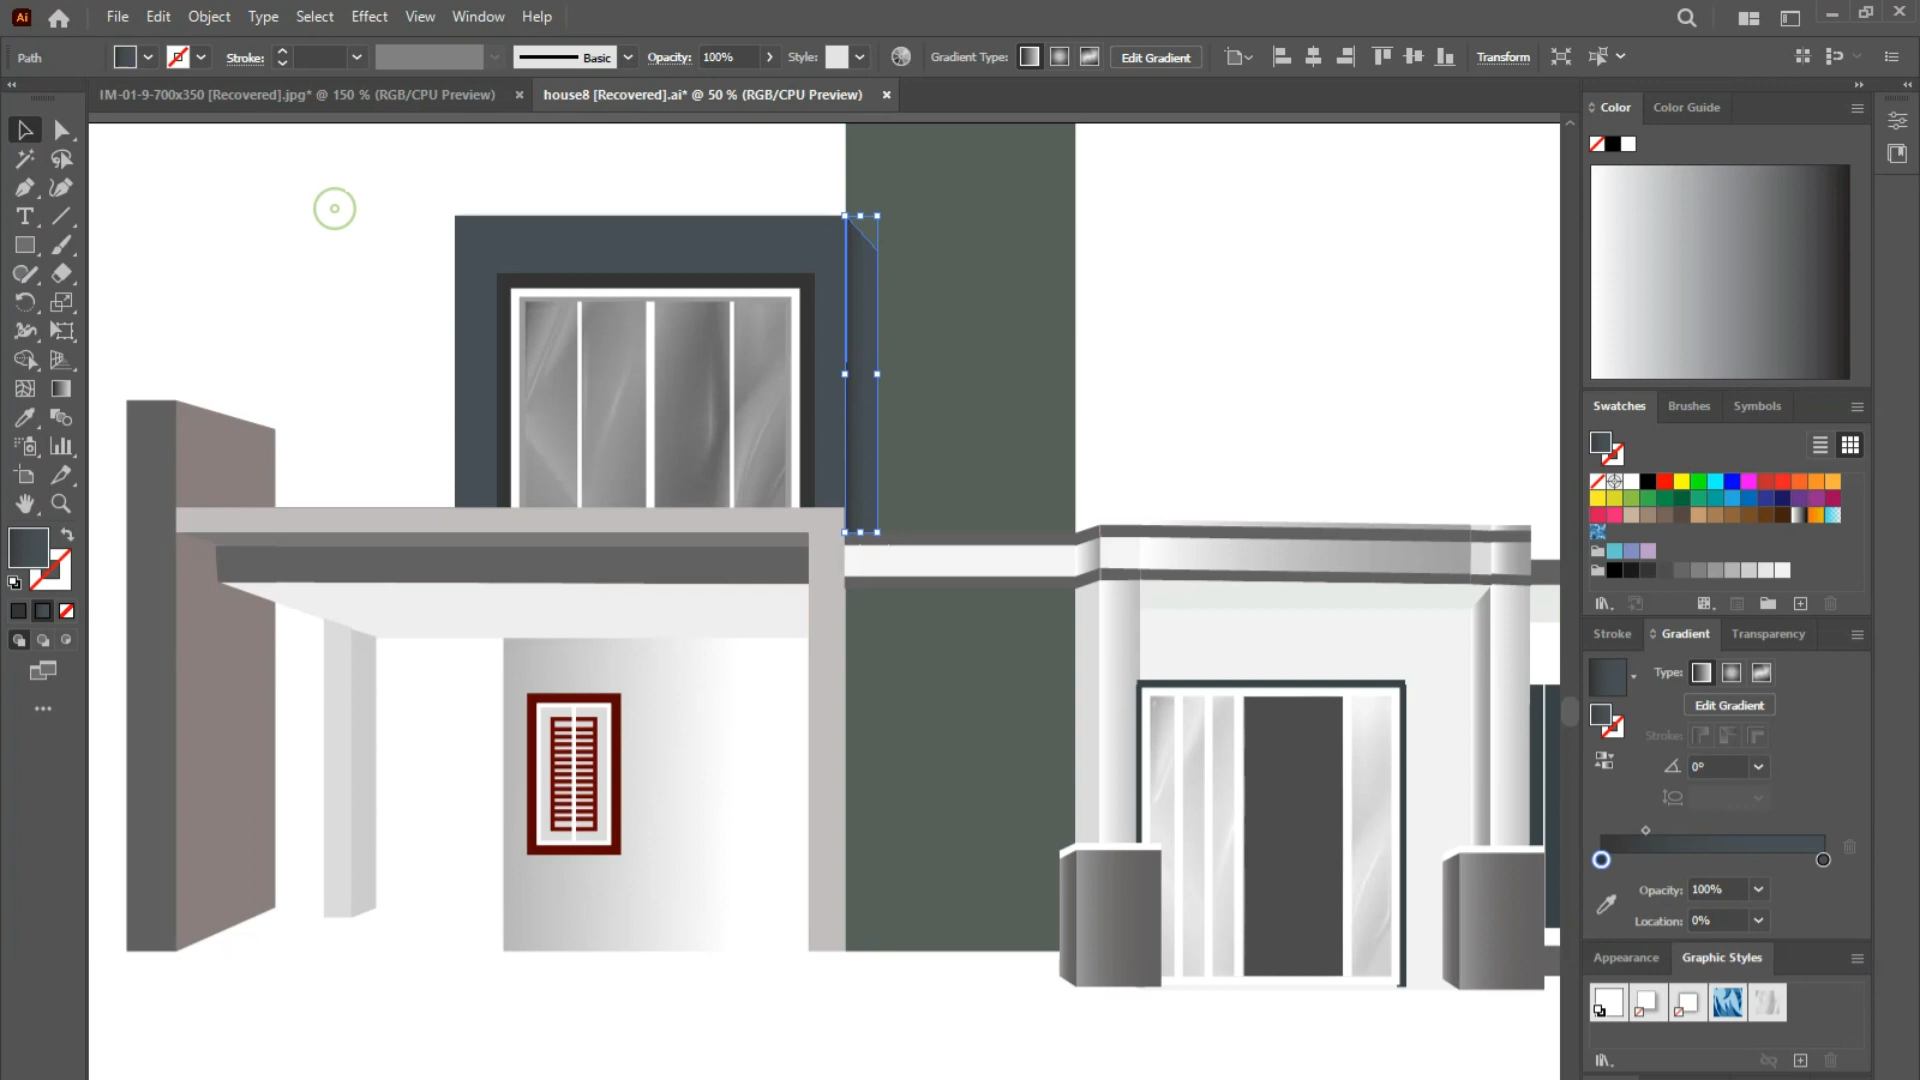 Ai File Edit Object Type Select Effect View Window Help
Path Stroke: Basic Opacity: 100% Style: Gradient Type: Edit Gradient Transform
IM-01-9-700x350 [Recovered].jpg* @ 150 % (RGB/CPU Preview) house8 [Recovered].ai* @ 50 % (RGB/CPU Preview)
Color Color Guide
Swatches Brushes Symbols
Stroke Gradient Transparency
Type:
Edit Gradient
Stroke:
0°
Opacity: 100%
Location: 0%
Appearance Graphic Styles